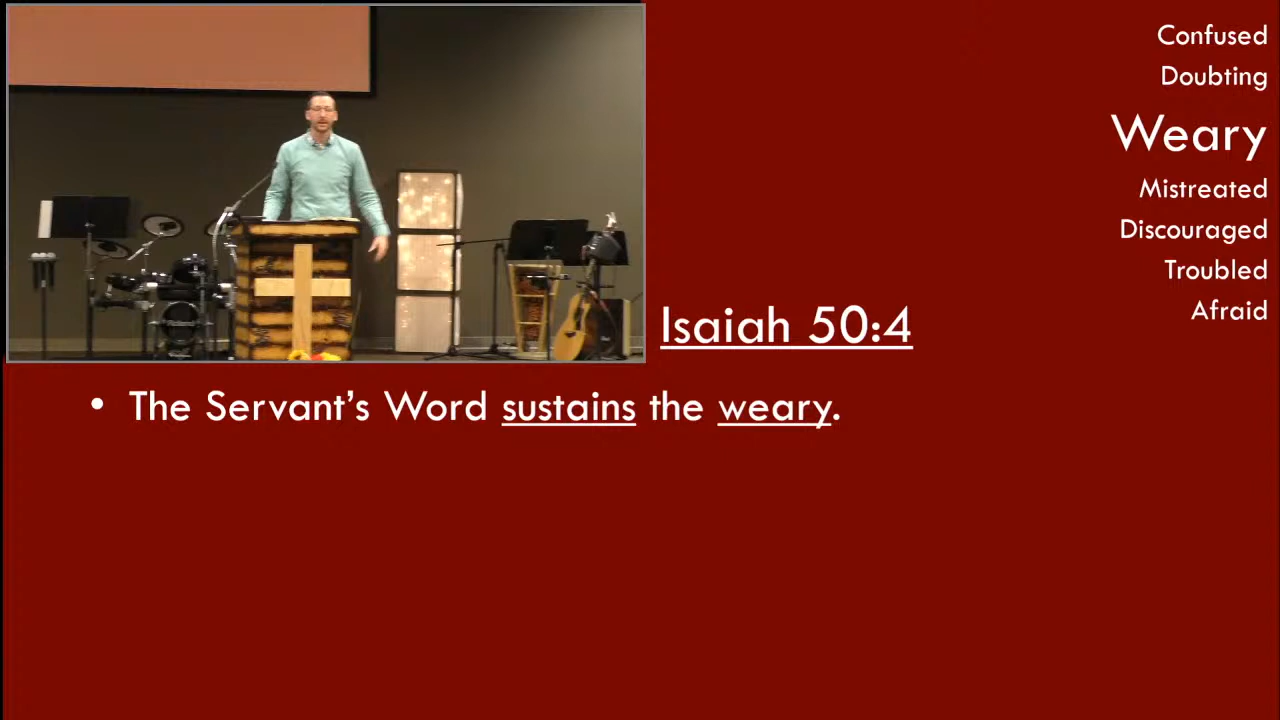 Confused
Doubting
Weary
Mistreated
Discouraged
Troubled
Afraid
Isaiah 50:4
• The Servant’s Word sustains the weary.